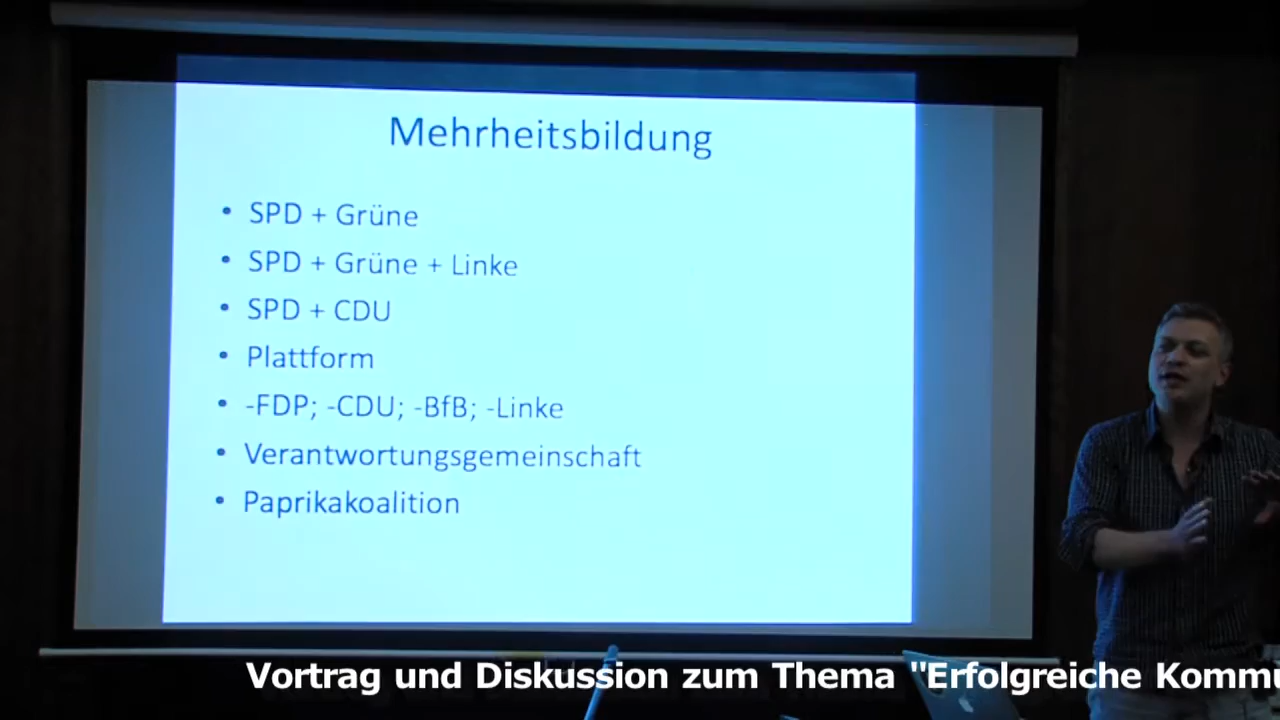 Mehrheitsbildung
• SPD + Grüne
• SPD + Grüne + Linke
• SPD + CDU
• Plattform
• -FDP; -CDU; -BfB; -Linke
• Verantwortungsgemeinschaft
• Paprikakoalition
Vortrag und Diskussion zum Thema "Erfolgreiche Kommu